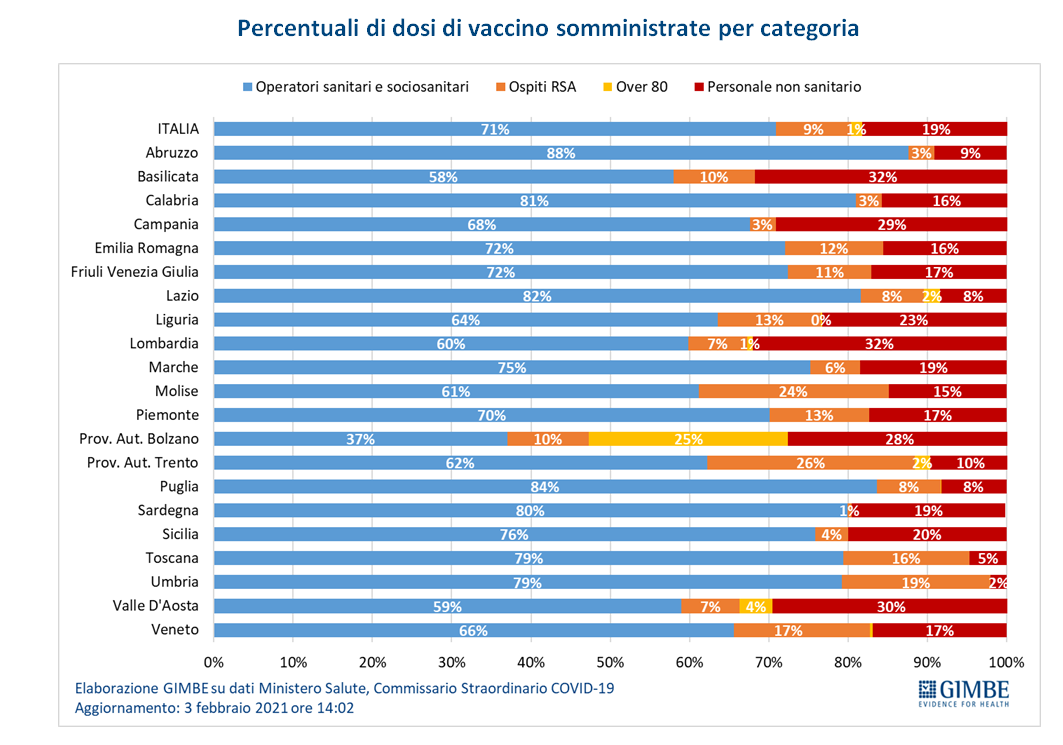 Percentuali di dosi di vaccino somministrate per categoria
Operatori sanitari e sociosanitari Ospiti RSA Over 80 Personale non sanitario
ITALIA 71% 9% 1% 19%
Abruzzo 88% 3% 9%
Basilicata 58% 10% 32%
Calabria 81% 3% 16%
Campania 68% 3% 29%
Emilia Romagna 72% 12% 16%
Friuli Venezia Giulia 72% 11% 17%
Lazio 82% 8% 2% 8%
Liguria 64% 13% 0% 23%
Lombardia 60% 7% 1% 32%
Marche 75% 6% 19%
Molise 61% 24% 15%
Piemonte 70% 13% 17%
Prov. Aut. Bolzano 37% 10% 25% 28%
Prov. Aut. Trento 62% 26% 2% 10%
Puglia 84% 8% 8%
Sardegna 80% 1% 19%
Sicilia 76% 4% 20%
Toscana 79% 16% 5%
Umbria 79% 19% 2%
Valle D'Aosta 59% 7% 4% 30%
Veneto 66% 17% 17%
0% 10% 20% 30% 40% 50% 60% 70% 80% 90% 100%
Elaborazione GIMBE su dati Ministero Salute, Commissario Straordinario COVID-19
Aggiornamento: 3 febbraio 2021 ore 14:02
GIMBE
EVIDENCE FOR HEALTH